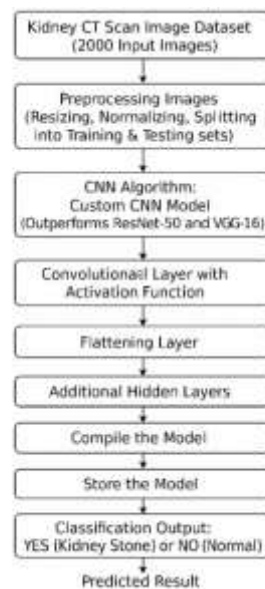 Kidney CT Scan Image Dataset
(2000 Input Images)
Preprocessing Images
(Resizing, Normalizing, Splitting
into Training & Testing sets)
CNN Algorithm:
Custom CNN Model
(Outperforms ResNet-50 and VGG-16)
Convolutionail Layer with
Activation Function
Flattening Layer
Additional Hidden Layers
Compile the Model
Store the Model
Classification Output:
YES (Kidney Stone) or NO (Normal)
Predicted Result